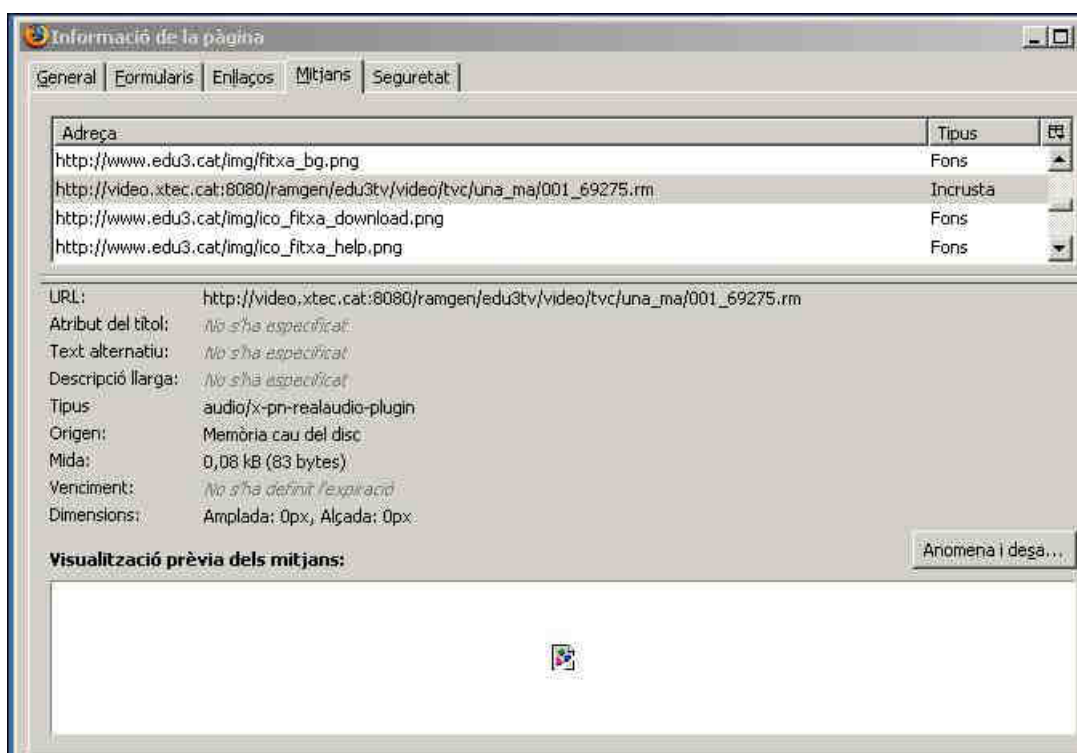 Informació de la pàgina
General Formularis Enllaços Mitjans Seguretat
Adreça Tipus
http://www.edu3.cat/img/fitxa_bg.png Fons
http://video.xtec.cat:8080/ramgen/edu3tv/video/tvc/una_ma/001_69275.rm Incrusta
http://www.edu3.cat/img/ico_fitxa_download.png Fons
http://www.edu3.cat/img/ico_fitxa_help.png Fons
URL: http://video.xtec.cat:8080/ramgen/edu3tv/video/tvc/una_ma/001_69275.rm
Atribut del títol: No s'ha especificat
Text alternatiu: No s'ha especificat
Descripció llarga: No s'ha especificat
Tipus audio/x-pn-realaudio-plugin
Origen: Memòria cau del disc
Mida: 0,08 kB (83 bytes)
Venciment: No s'ha definit l'expiració
Dimensions: Amplada: 0px, Alçada: 0px
Anomena i desa...
Visualització prèvia dels mitjans: